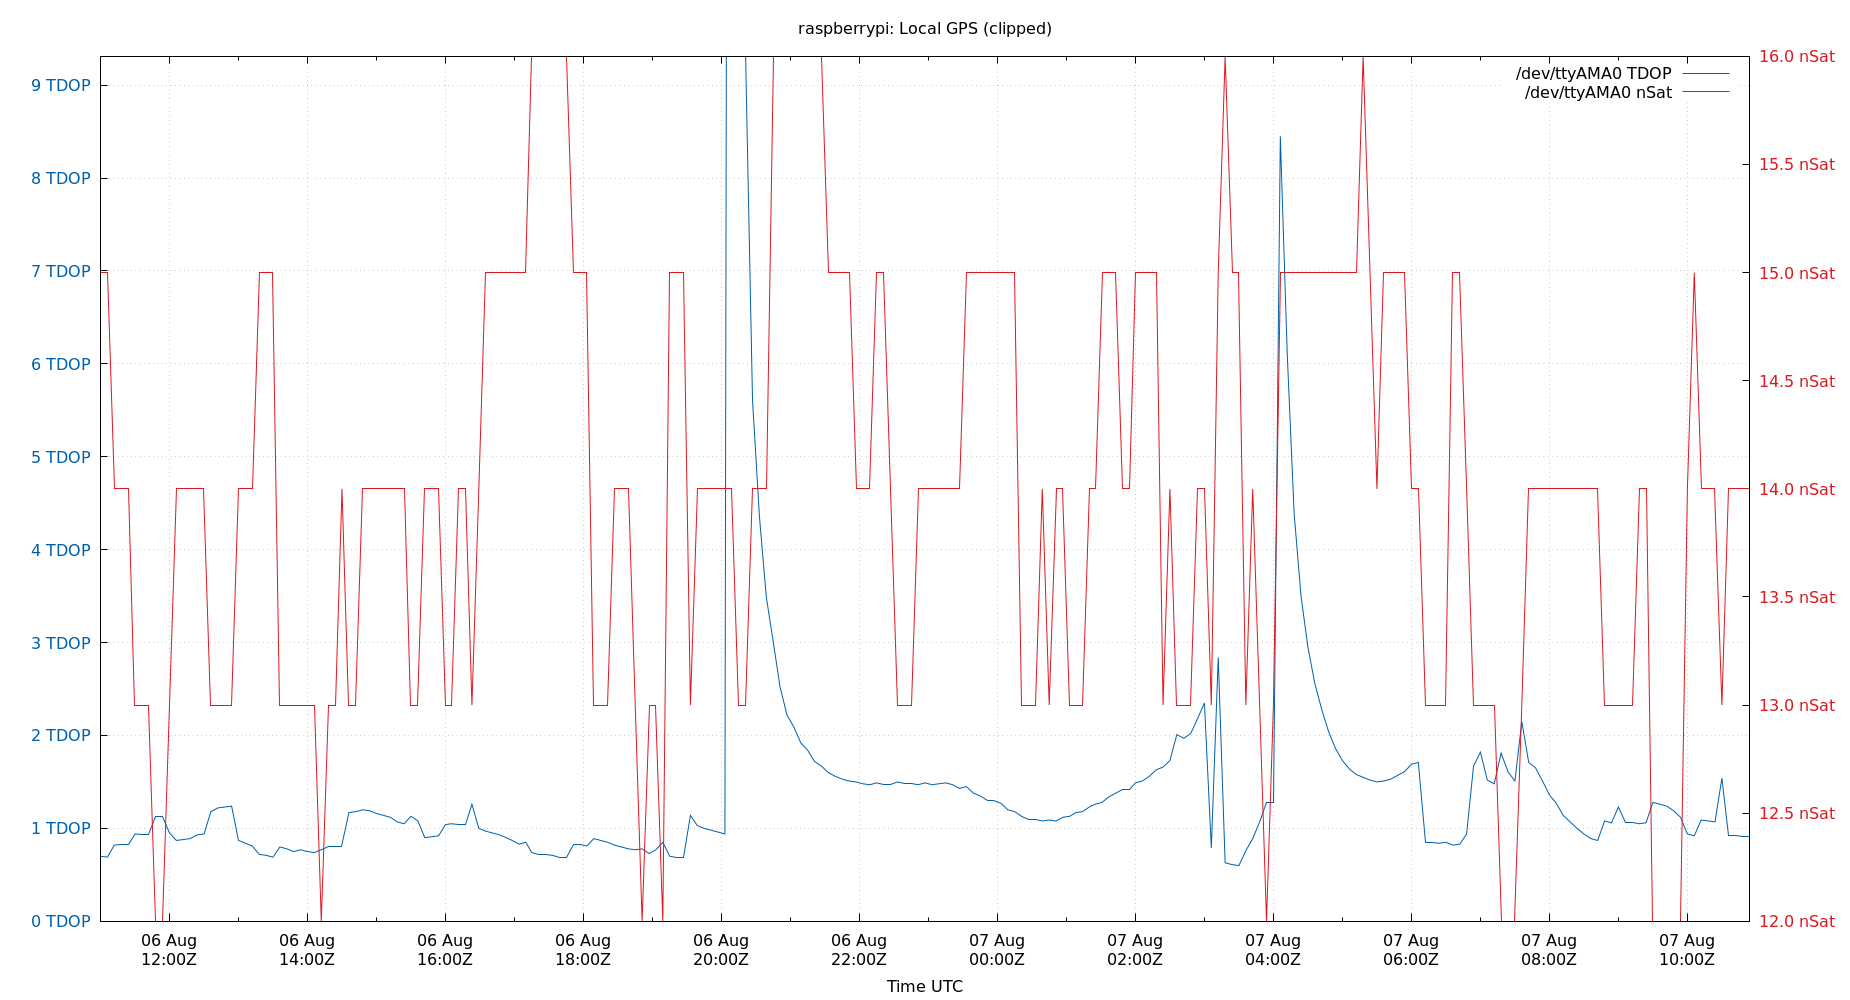 raspberrypi: Local GPS (clipped)
/dev/ttyAMA0 TDOP
/dev/ttyAMA0 nSat
9 TDOP
8 TDOP
7 TDOP
6 TDOP
5 TDOP
4 TDOP
3 TDOP
2 TDOP
1 TDOP
0 TDOP
16.0 nSat
15.5 nSat
15.0 nSat
14.5 nSat
14.0 nSat
13.5 nSat
13.0 nSat
12.5 nSat
12.0 nSat
06 Aug
12:00Z
06 Aug
14:00Z
06 Aug
16:00Z
06 Aug
18:00Z
06 Aug
20:00Z
06 Aug
22:00Z
07 Aug
00:00Z
07 Aug
02:00Z
07 Aug
04:00Z
07 Aug
06:00Z
07 Aug
08:00Z
07 Aug
10:00Z
Time UTC